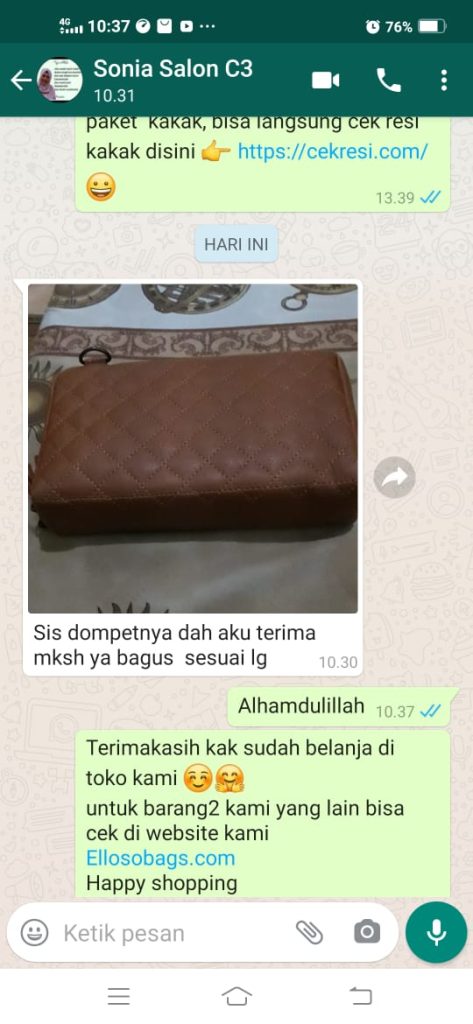 4G
10:37
76%
Sonia Salon C3
10.31
paket kakak, bisa langsung cek resi
kakak disini 👉 https://cekresi.com/
😀
13.39
HARI INI
Sis dompetnya dah aku terima
mksh ya bagus sesuai lg
10.30
Alhamdulillah
10.37
Terimakasih kak sudah belanja di
toko kami ☺️🤗
untuk barang2 kami yang lain bisa
cek di website kami
Ellosobags.com
Happy shopping
Ketik pesan